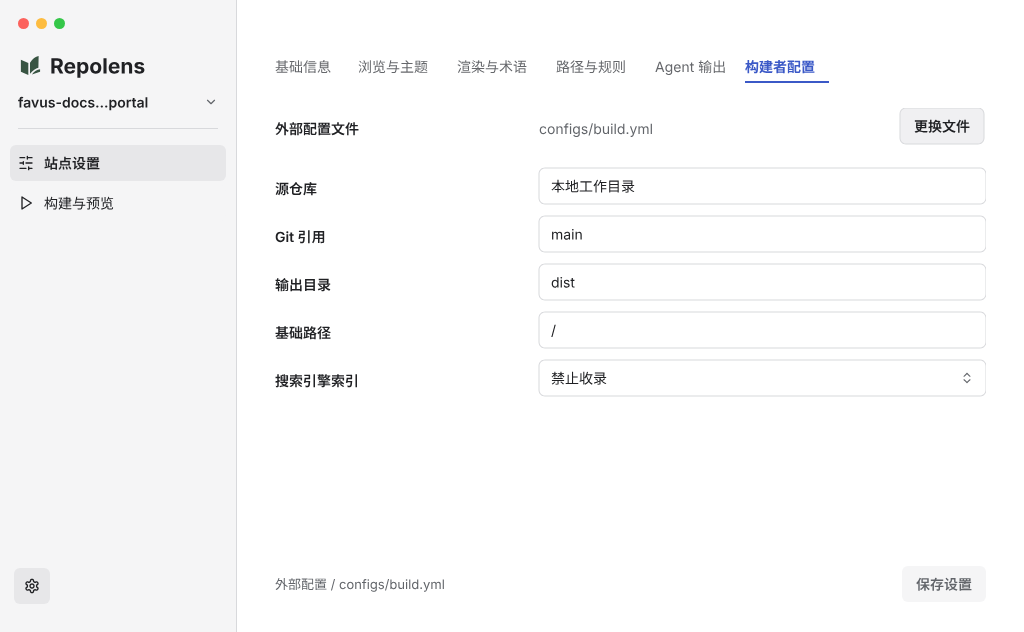 Repolens
favus-docs...portal
站点设置
构建与预览
基础信息 浏览与主题 渲染与术语 路径与规则 Agent 输出 构建者配置
外部配置文件 configs/build.yml 更换文件
源仓库 本地工作目录
Git 引用 main
输出目录 dist
基础路径 /
搜索引擎索引 禁止收录
外部配置 / configs/build.yml 保存设置